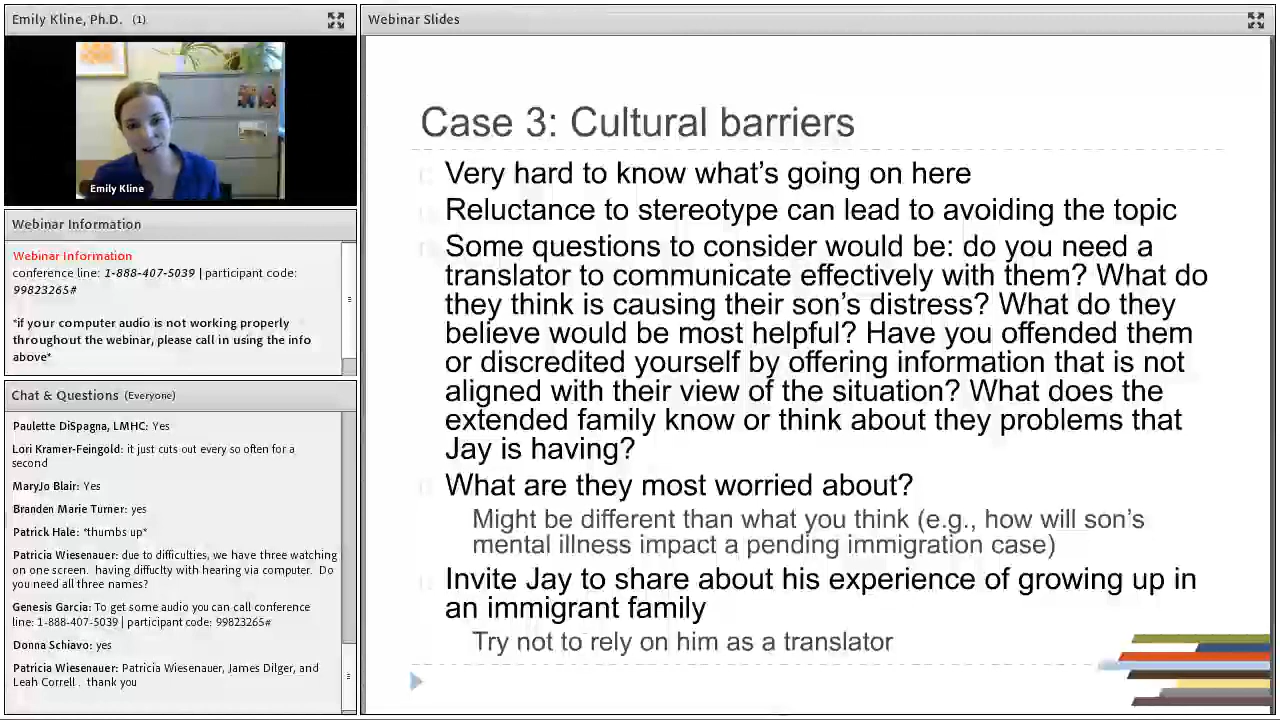 Emily Kline, Ph.D. (1)
Emily Kline
Webinar Information
Webinar Information
conference line: 1-888-407-5039 | participant code:
99823265#
*if your computer audio is not working properly
throughout the webinar, please call in using the info
above*
Chat & Questions (Everyone)
Paulette DiSpagna, LMHC: Yes
Lori Kramer-Feingold: it just cuts out every so often for a
second
MaryJo Blair: Yes
Branden Marie Turner: yes
Patrick Hale: *thumbs up*
Patricia Wiesenauer: due to difficulties, we have three watching
on one screen. having diffuclty with hearing via computer. Do
you need all three names?
Genesis Garcia: To get some audio you can call conference
line: 1-888-407-5039 | participant code: 99823265#
Donna Schiavo: yes
Patricia Wiesenauer: Patricia Wiesenauer, James Dilger, and
Leah Correll . thank you
Webinar Slides
Case 3: Cultural barriers
Very hard to know what's going on here
Reluctance to stereotype can lead to avoiding the topic
Some questions to consider would be: do you need a
translator to communicate effectively with them? What do
they think is causing their son's distress? What do they
believe would be most helpful? Have you offended them
or discredited yourself by offering information that is not
aligned with their view of the situation? What does the
extended family know or think about they problems that
Jay is having?
What are they most worried about?
Might be different than what you think (e.g., how will son's
mental illness impact a pending immigration case)
Invite Jay to share about his experience of growing up in
an immigrant family
Try not to rely on him as a translator